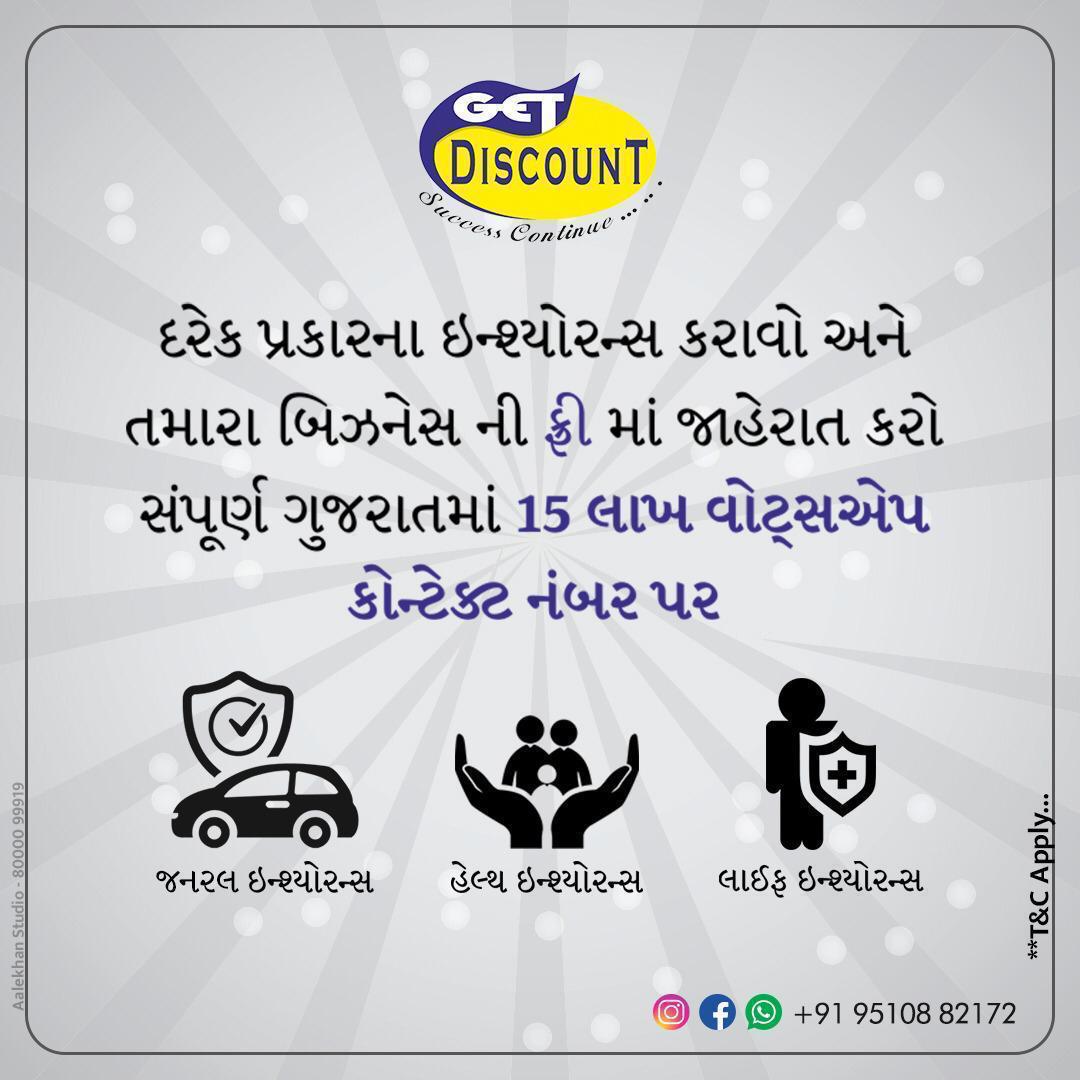 GET
DISCOUNT
Success Continue ......
દરેક પ્રકારના ઇન્શ્યોરન્સ કરાવો અને
તમારા બિઝનેસ ની ફ્રી માં જાહેરાત કરો
સંપૂર્ણ ગુજરાતમાં 15 લાખ વોટ્સએપ
કોન્ટેક્ટ નંબર પર
જનરલ ઇન્શ્યોરન્સ
હેલ્થ ઇન્શ્યોરન્સ
લાઈફ ઇન્શ્યોરન્સ
Aalekhan Studio - 80000 99919
**T&C Apply...
+91 95108 82172